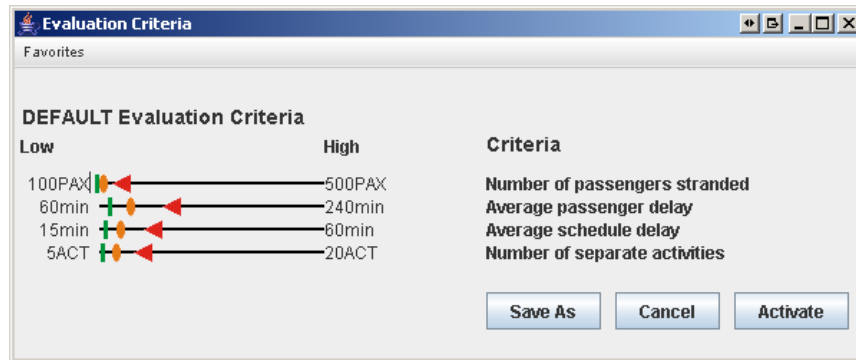 Evaluation Criteria
Favorites
DEFAULT Evaluation Criteria
Low High Criteria
100PAX 500PAX Number of passengers stranded
60min 240min Average passenger delay
15min 60min Average schedule delay
5ACT 20ACT Number of separate activities
Save As Cancel Activate